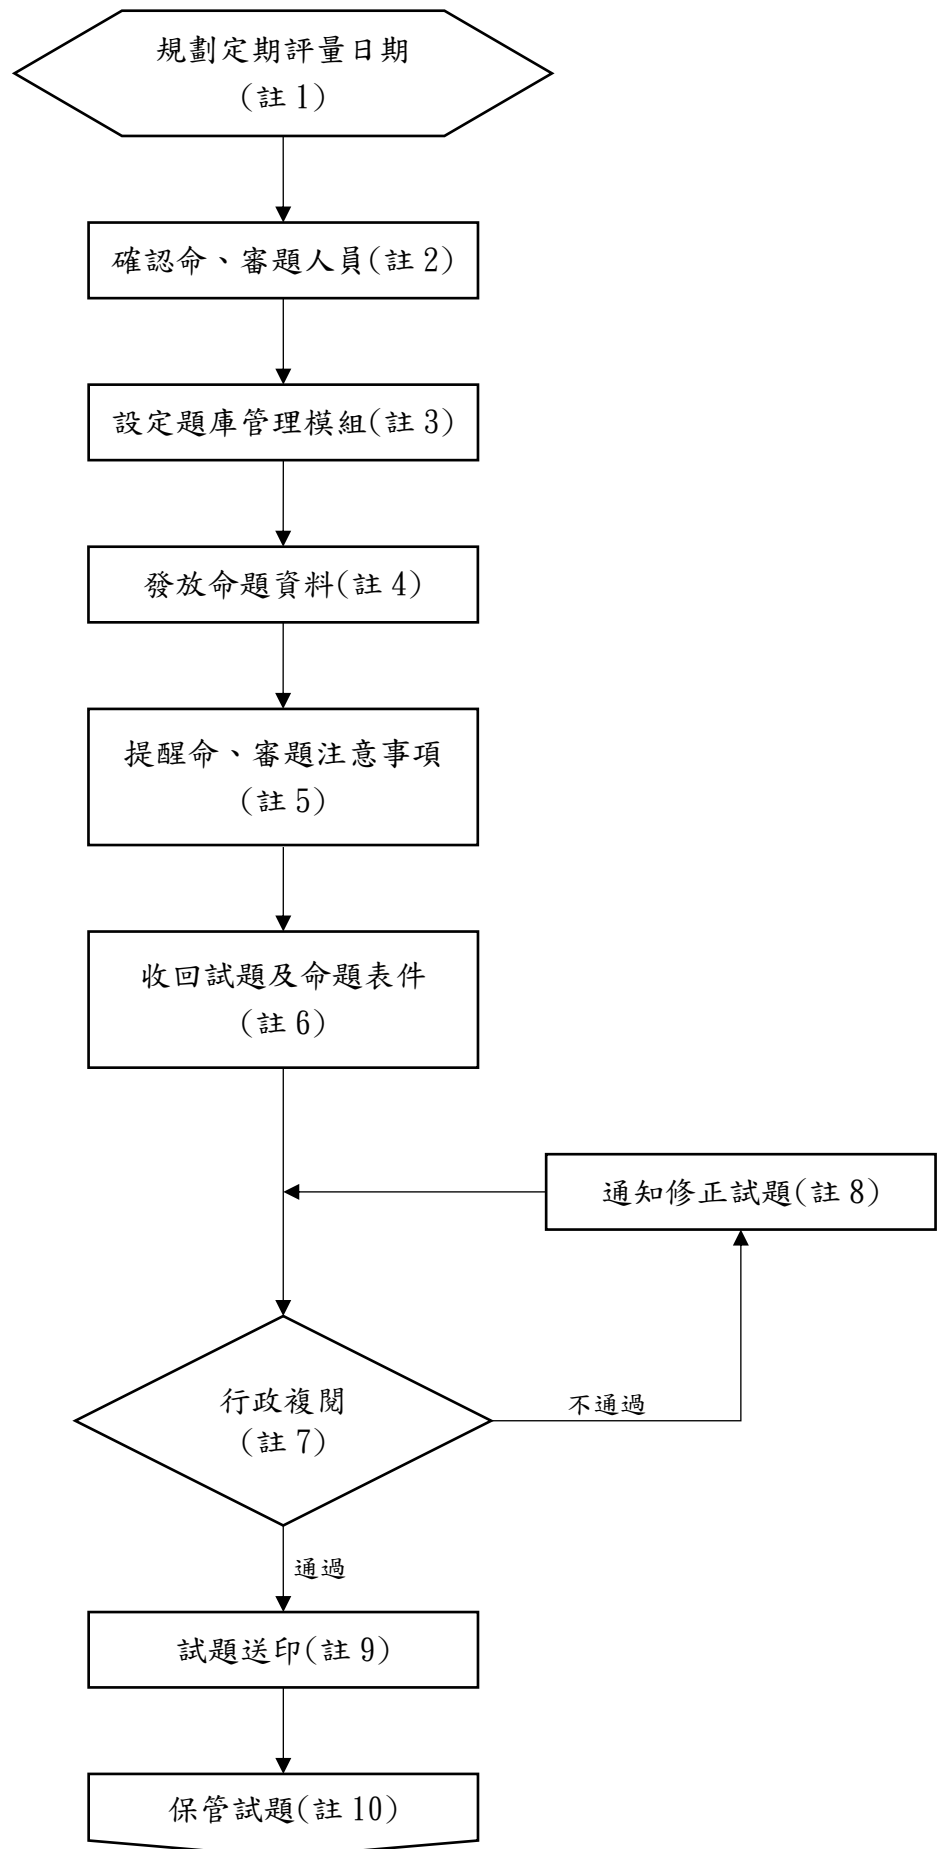 規劃定期評量日期
(註 1)
確認命、審題人員(註 2)
設定題庫管理模組(註 3)
發放命題資料(註 4)
提醒命、審題注意事項
(註 5)
收回試題及命題表件
(註 6)
通知修正試題(註 8)
行政複閱
(註 7)
不通過
通過
試題送印(註 9)
保管試題(註 10)